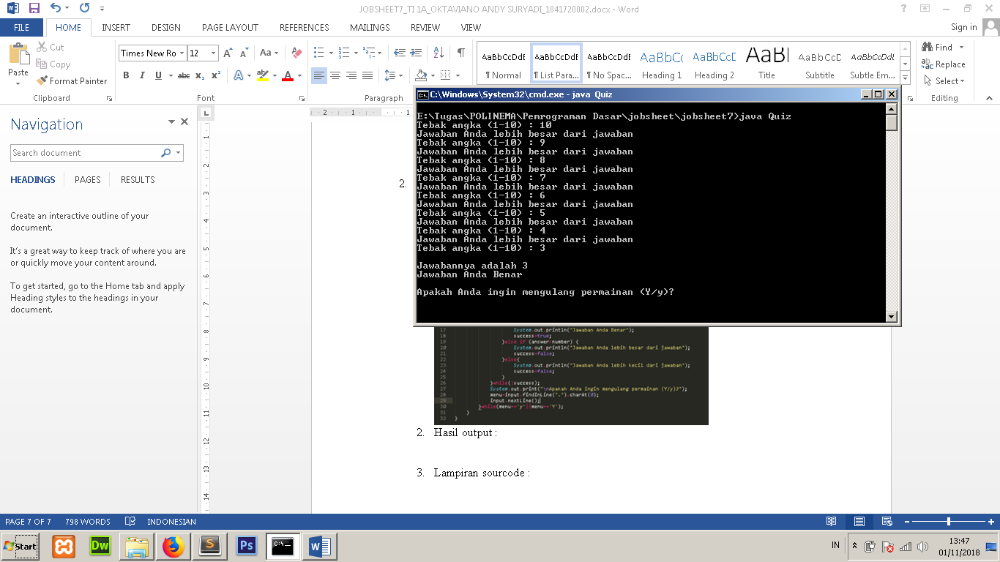 JOBSHEET7_TI 1A_OKTAVIANO ANDY SURYADI_1841720002.docx - Word
FILE HOME INSERT DESIGN PAGE LAYOUT REFERENCES MAILINGS REVIEW VIEW Sign in
Paste
Cut
Copy
Format Painter
Clipboard
Times New Ro 12
Font
Paragraph
AaBbCcDdE AaBbCcDdE AaBbCcDdE AaBbCc AaBbCcD AaB AaBbCcD AaBbCcDdE
¶ Normal ¶ List Para... ¶ No Spac... Heading 1 Heading 2 Title Subtitle Subtle Em...
Find
Replace
Select
Editing
Navigation
Search document
HEADINGS PAGES RESULTS
Create an interactive outline of your
document.
It's a great way to keep track of where you are
or quickly move your content around.
To get started, go to the Home tab and apply
Heading styles to the headings in your
document.
2.
C:\Windows\System32\cmd.exe - java Quiz
E:\Tugas\POLINEMA\Pemrograman Dasar\jobsheet\jobsheet7>java Quiz
Tebak angka (1-10) : 10
Jawaban Anda lebih besar dari jawaban
Tebak angka (1-10) : 9
Jawaban Anda lebih besar dari jawaban
Tebak angka (1-10) : 8
Jawaban Anda lebih besar dari jawaban
Tebak angka (1-10) : 7
Jawaban Anda lebih besar dari jawaban
Tebak angka (1-10) : 6
Jawaban Anda lebih besar dari jawaban
Tebak angka (1-10) : 5
Jawaban Anda lebih besar dari jawaban
Tebak angka (1-10) : 4
Jawaban Anda lebih besar dari jawaban
Tebak angka (1-10) : 3
Jawabannya adalah 3
Jawaban Anda Benar
Apakah Anda ingin mengulang permainan (Y/y)?
17 System.out.println("Jawaban Anda Benar");
18 success=true;
19 }else if (answer>number) {
20 System.out.println("Jawaban Anda lebih besar dari jawaban");
21 success=false;
22 }else{
23 System.out.println("Jawaban Anda lebih kecil dari jawaban");
24 success=false;
25 }
26 }while(!success);
27 System.out.print("\nApakah Anda ingin mengulang permainan (Y/y)?");
28 menu=input.findInLine(".").charAt(0);
29 input.nextLine();
30 }while(menu=='y'||menu=='Y');
31 }
32 }
2. Hasil output :
3. Lampiran sourcode :
PAGE 7 OF 7 798 WORDS INDONESIAN
Start
IN
13:47
01/11/2018